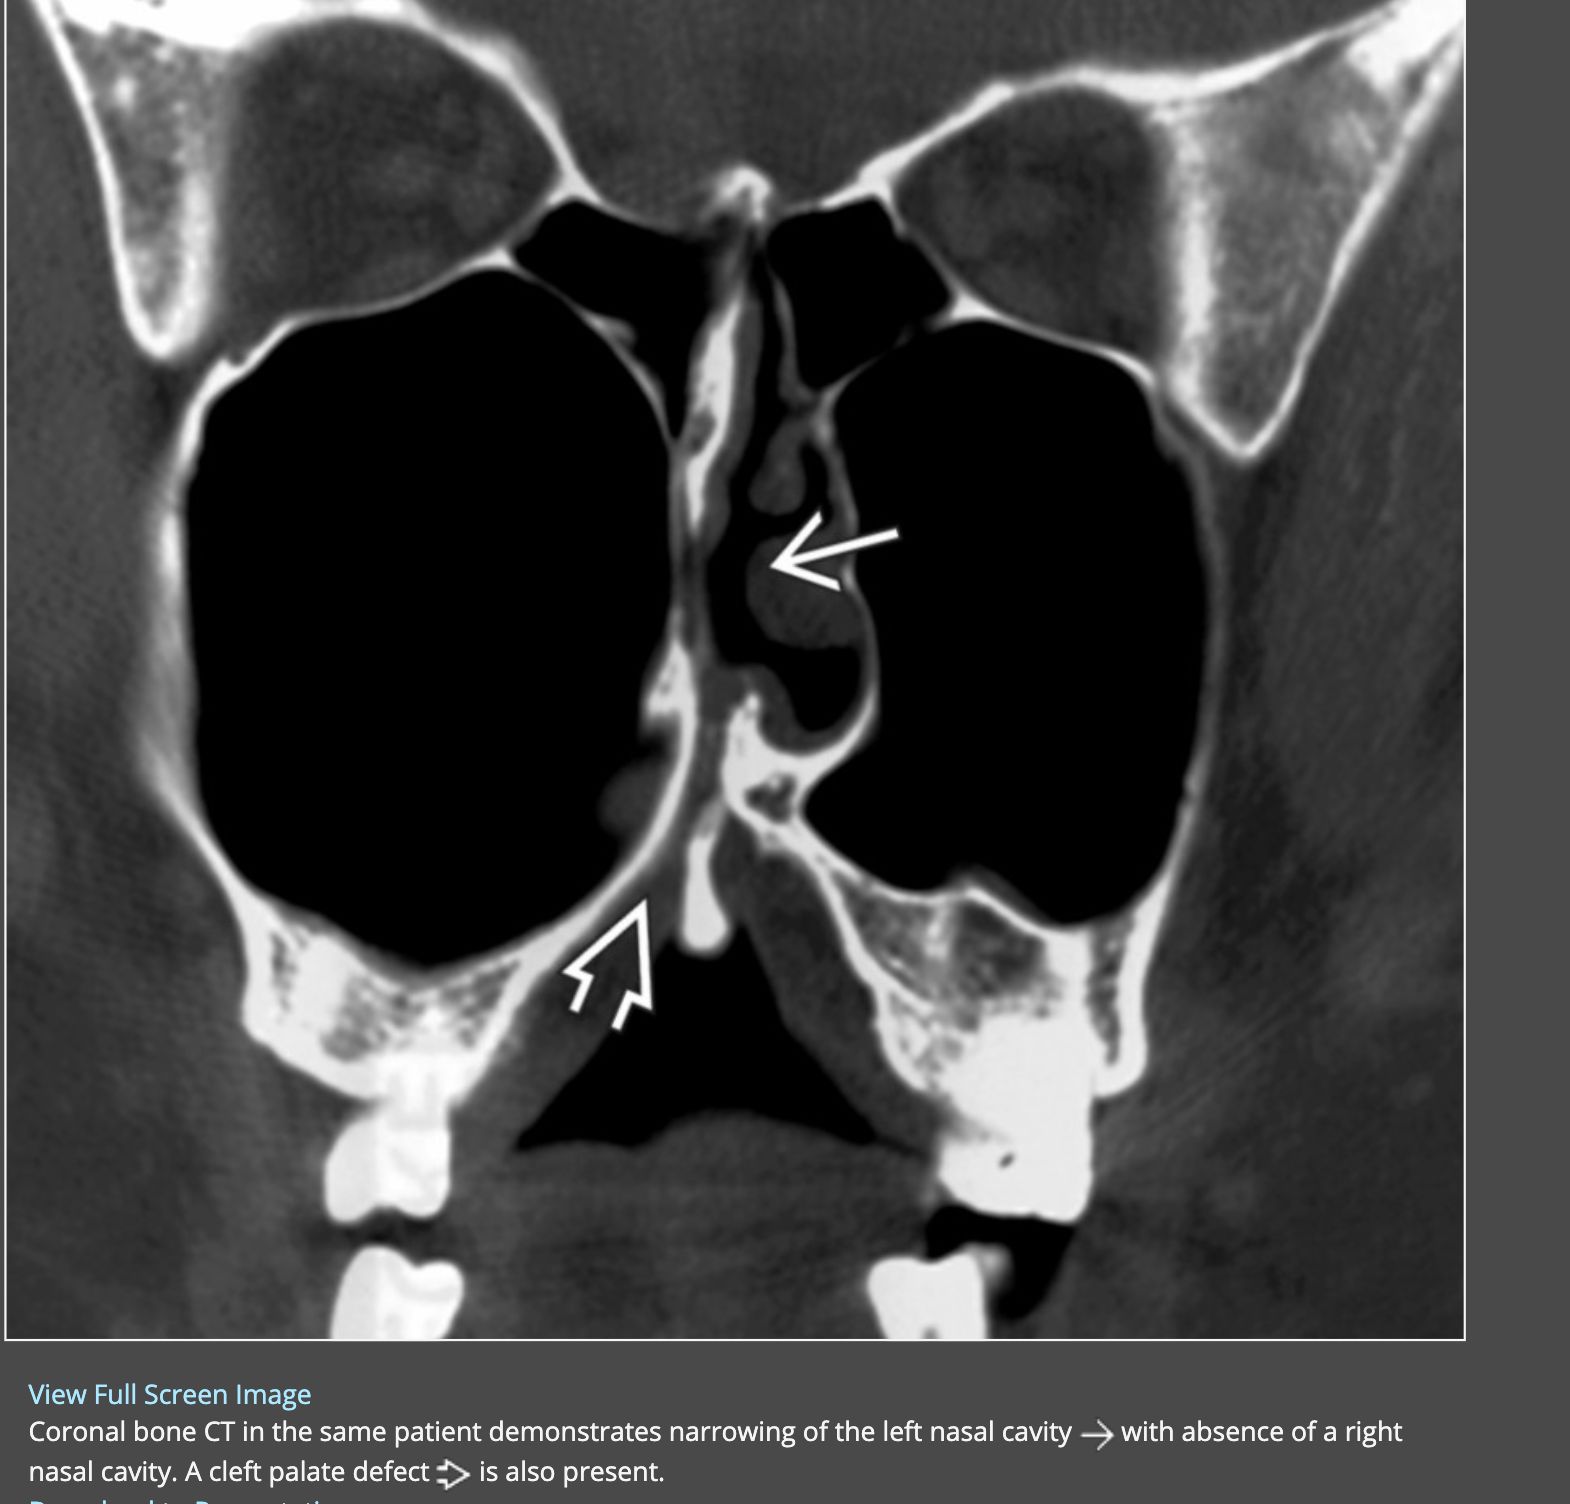 View Full Screen Image
Coronal bone CT in the same patient demonstrates narrowing of the left nasal cavity → with absence of a right
nasal cavity. A cleft palate defect ⇨ is also present.